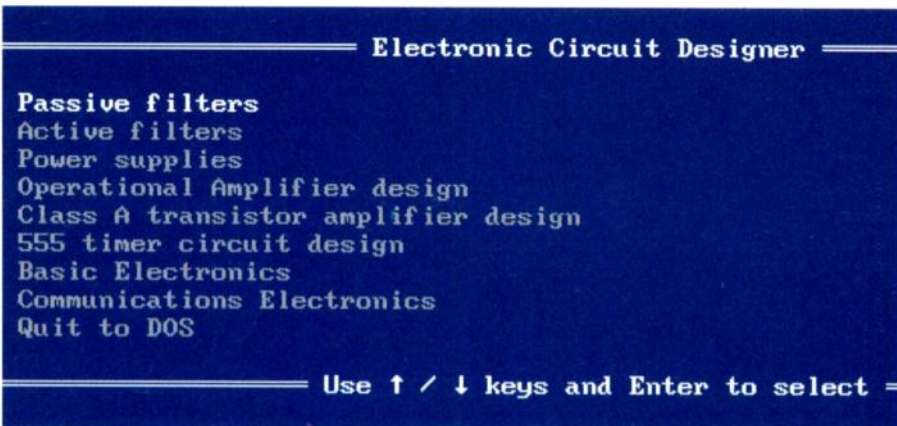 Electronic Circuit Designer
Passive filters
Active filters
Power supplies
Operational Amplifier design
Class A transistor amplifier design
555 timer circuit design
Basic Electronics
Communications Electronics
Quit to DOS
Use ↑ / ↓ keys and Enter to select